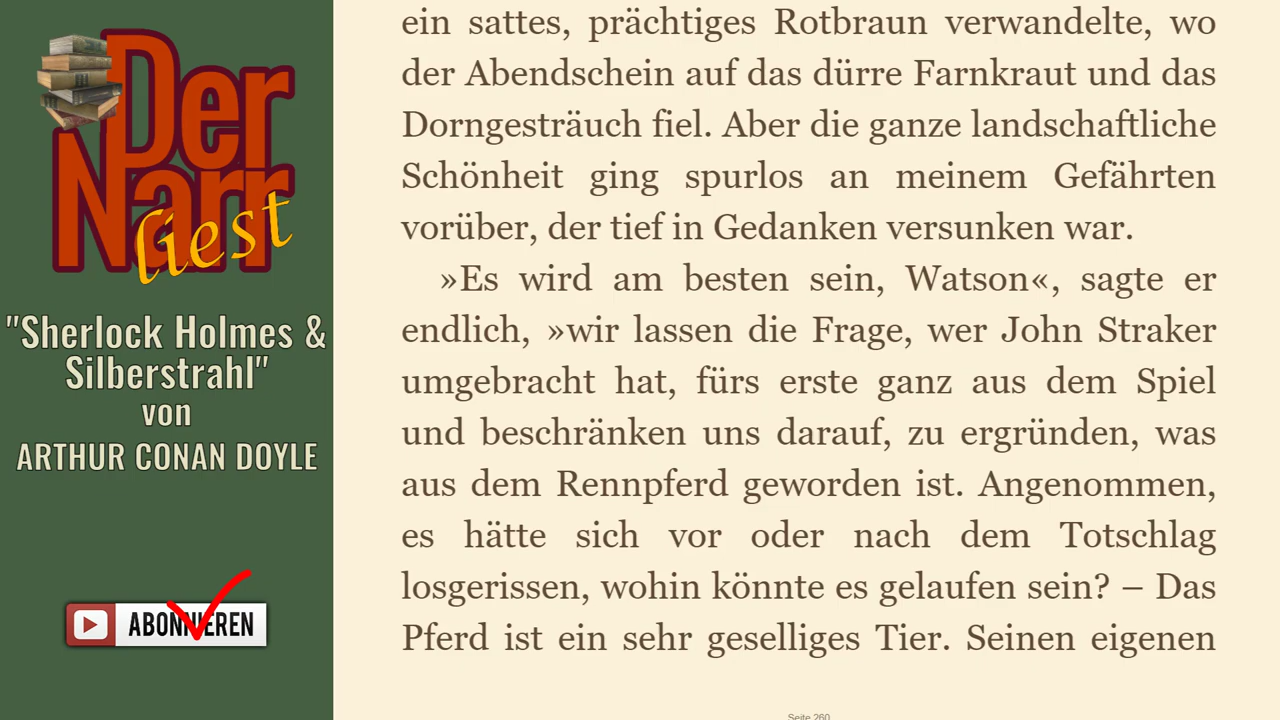 Der
Narr
liest
"Sherlock Holmes &
Silberstrahl"
von
ARTHUR CONAN DOYLE
ABONNIEREN
ein sattes, prächtiges Rotbraun verwandelte, wo
der Abendschein auf das dürre Farnkraut und das
Dorngesträuch fiel. Aber die ganze landschaftliche
Schönheit ging spurlos an meinem Gefährten
vorüber, der tief in Gedanken versunken war.
»Es wird am besten sein, Watson«, sagte er
endlich, »wir lassen die Frage, wer John Straker
umgebracht hat, fürs erste ganz aus dem Spiel
und beschränken uns darauf, zu ergründen, was
aus dem Rennpferd geworden ist. Angenommen,
es hätte sich vor oder nach dem Totschlag
losgerissen, wohin könnte es gelaufen sein? – Das
Pferd ist ein sehr geselliges Tier. Seinen eigenen
Seite 260